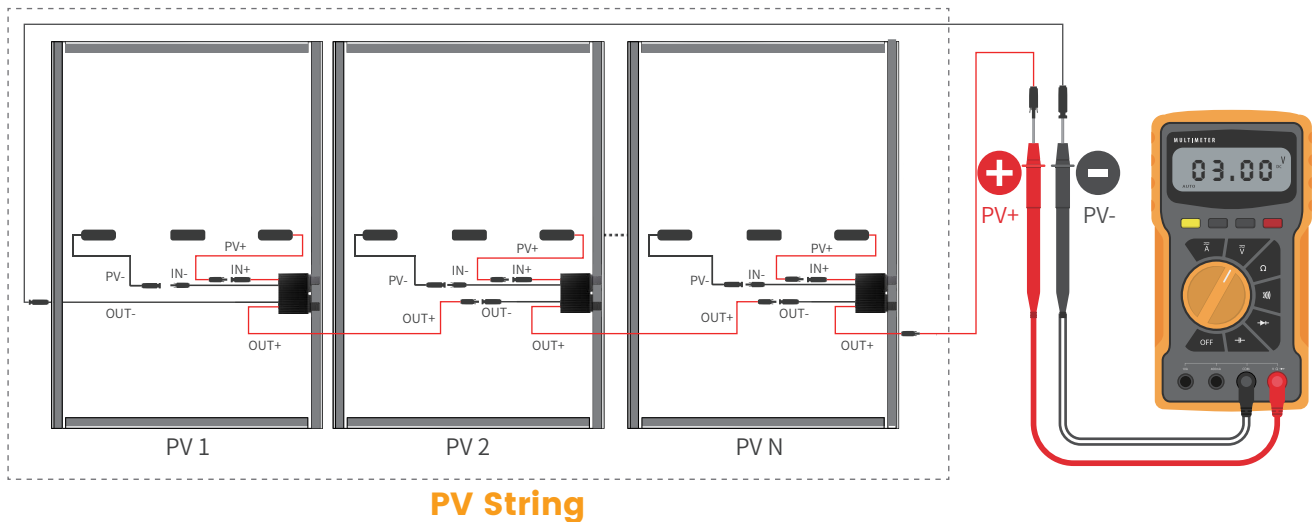 PV+
PV-
IN-
IN+
OUT-
OUT+
PV 1
PV+
PV-
IN-
IN+
OUT+
OUT-
OUT+
PV 2
PV+
PV-
IN-
IN+
OUT+
OUT-
OUT+
PV N
PV String
PV+
PV-
MULTIMETER
03.00
V
AUTO
A
V
Ω
OFF